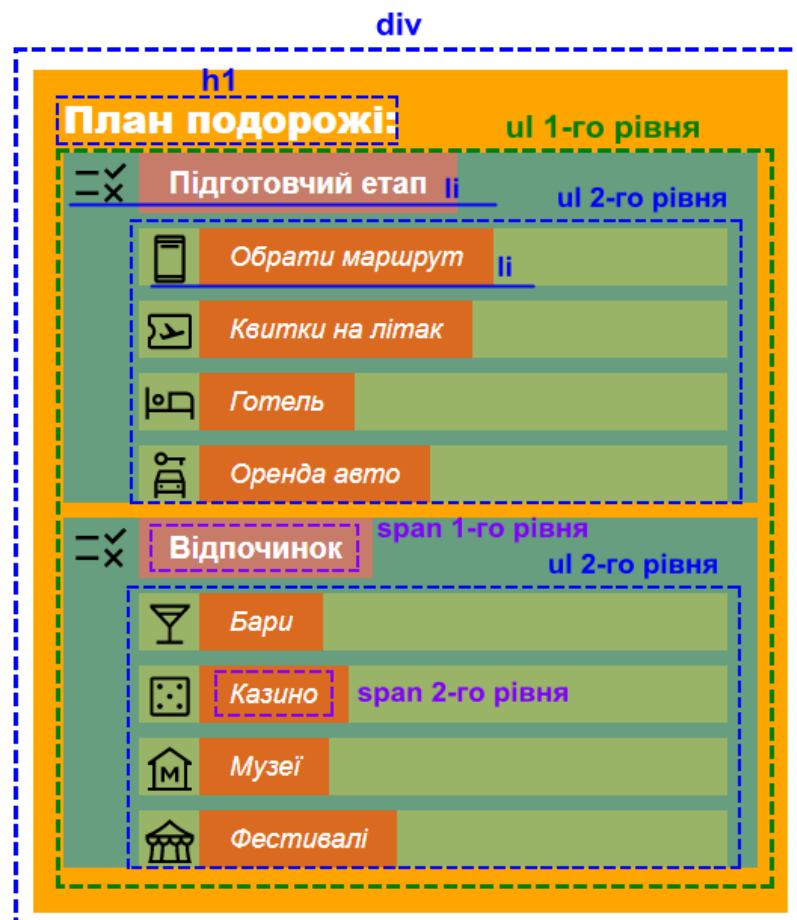 div
h1
План подорожі:
ul 1-го рівня
Підготовчий етап li
ul 2-го рівня
Обрати маршрут li
Квитки на літак
Готель
Оренда авто
span 1-го рівня
Відпочинок
ul 2-го рівня
Бари
Казино span 2-го рівня
М Музеї
Фестивалі